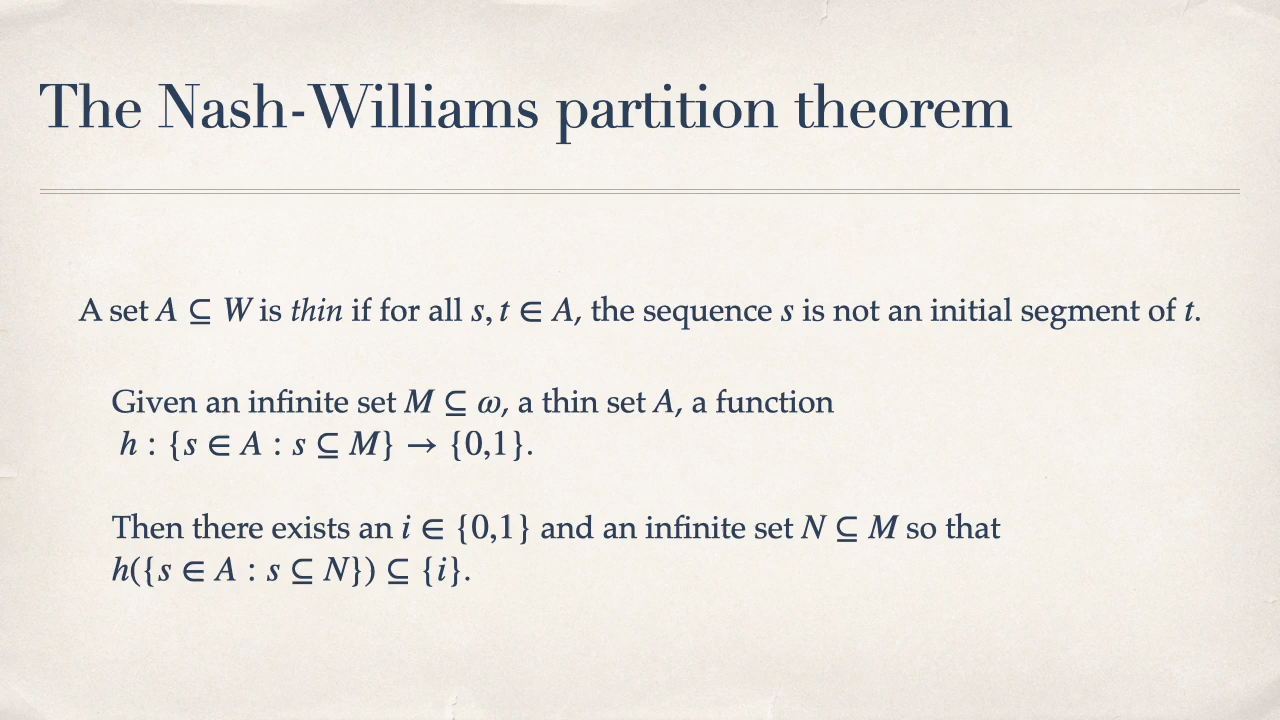 The Nash-Williams partition theorem
A set A ⊆ W is thin if for all s, t ∈ A, the sequence s is not an initial segment of t.
Given an infinite set M ⊆ ω, a thin set A, a function
h : {s ∈ A : s ⊆ M} → {0,1}.
Then there exists an i ∈ {0,1} and an infinite set N ⊆ M so that
h({s ∈ A : s ⊆ N}) ⊆ {i}.